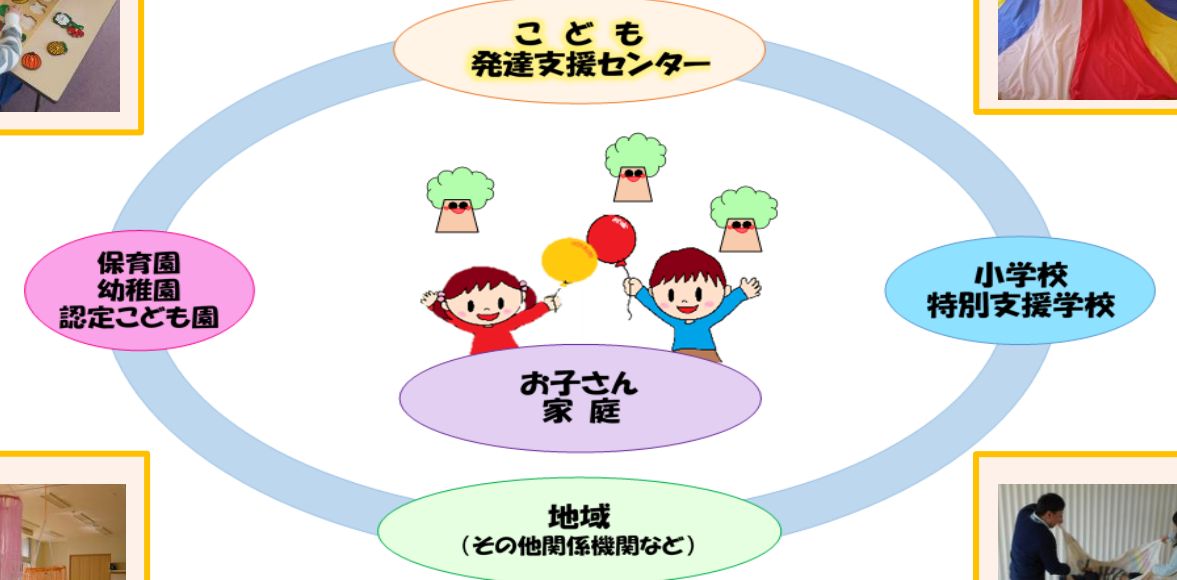 こ ど も
発達支援センター
保育園
幼稚園
認定こども園
小学校
特別支援学校
お子さん
家 庭
地域
（その他関係機関など）